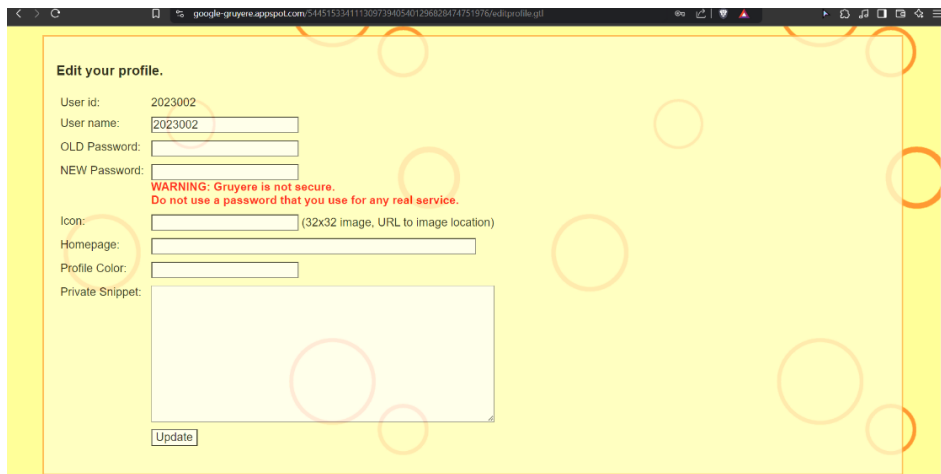 google-gruyere.appspot.com/544515334111309739405401296828474751976/editprofile.gtl
Edit your profile.
User id: 2023002
User name: 2023002
OLD Password:
NEW Password:
WARNING: Gruyere is not secure.
Do not use a password that you use for any real service.
Icon: (32x32 image, URL to image location)
Homepage:
Profile Color:
Private Snippet:
Update